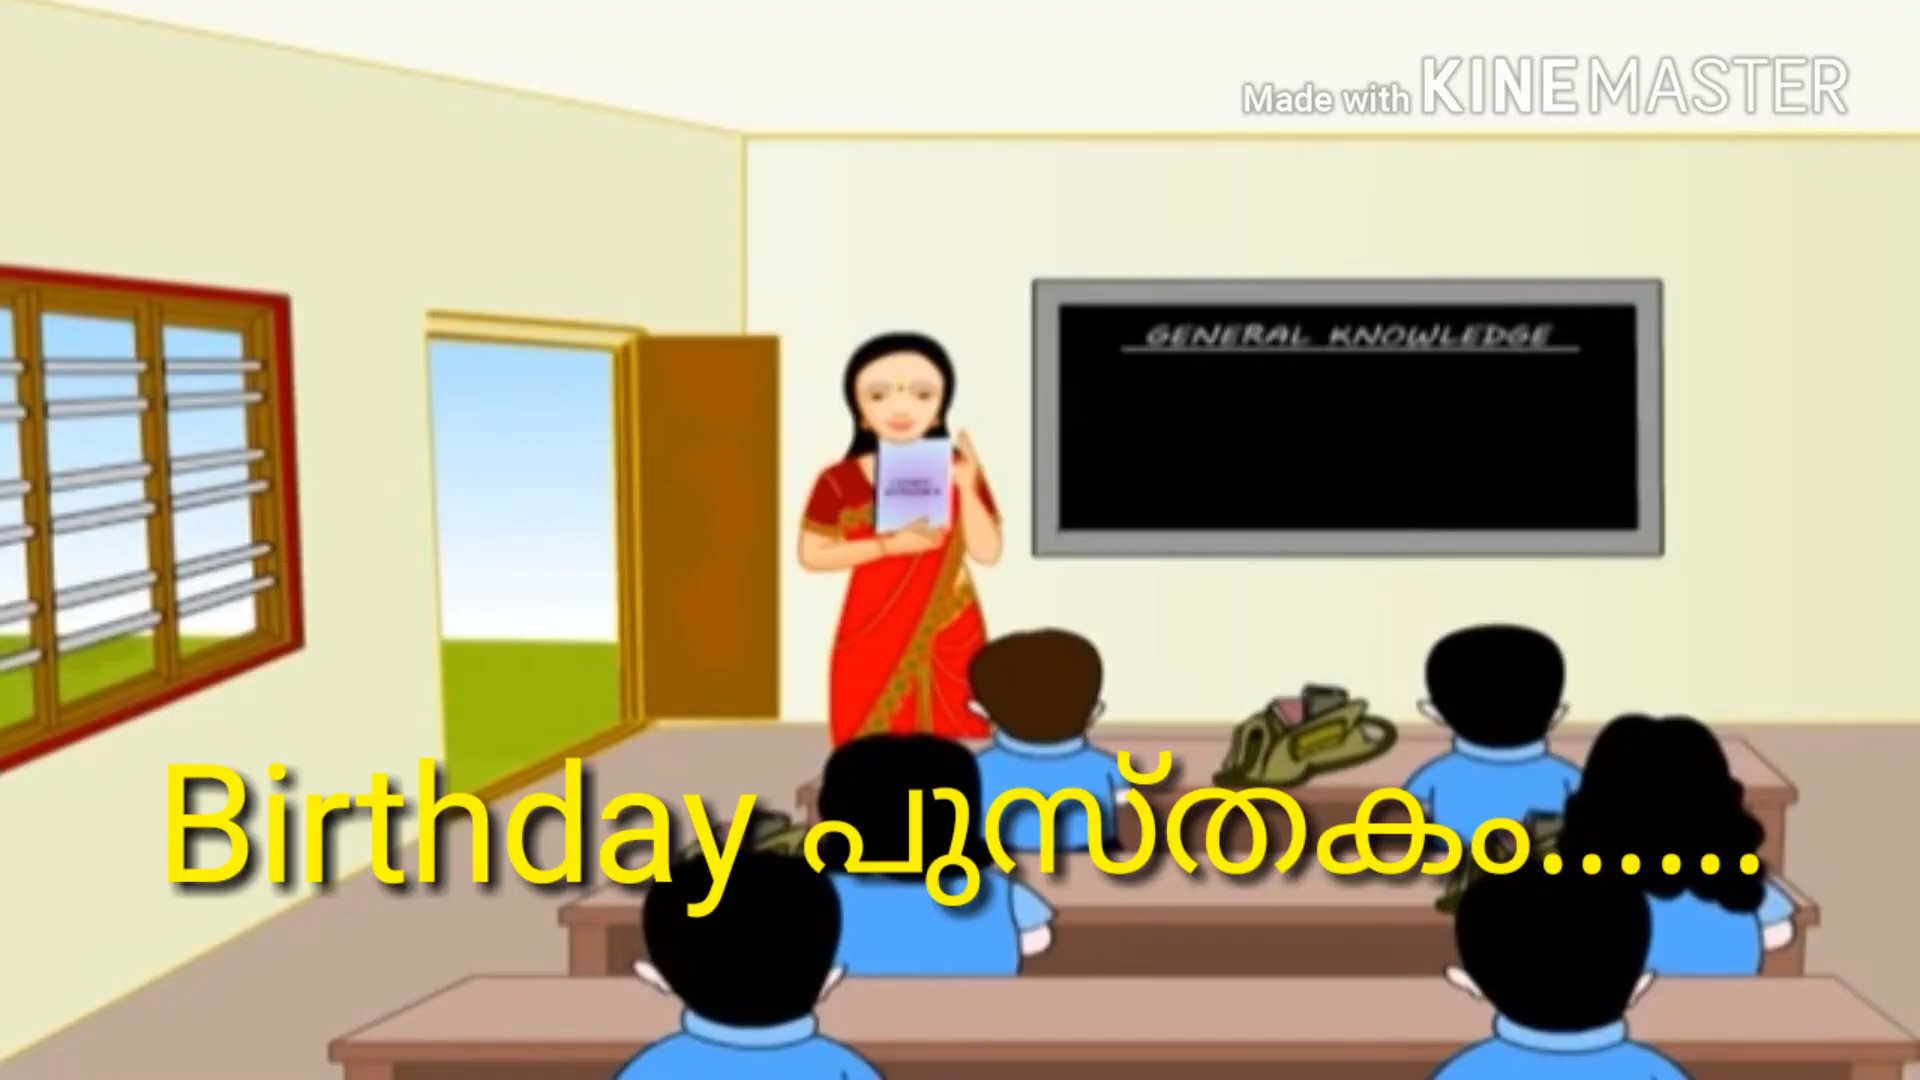 Made with KINEMASTER
GENERAL KNOWLEDGE
Birthday പുസ്തകം......